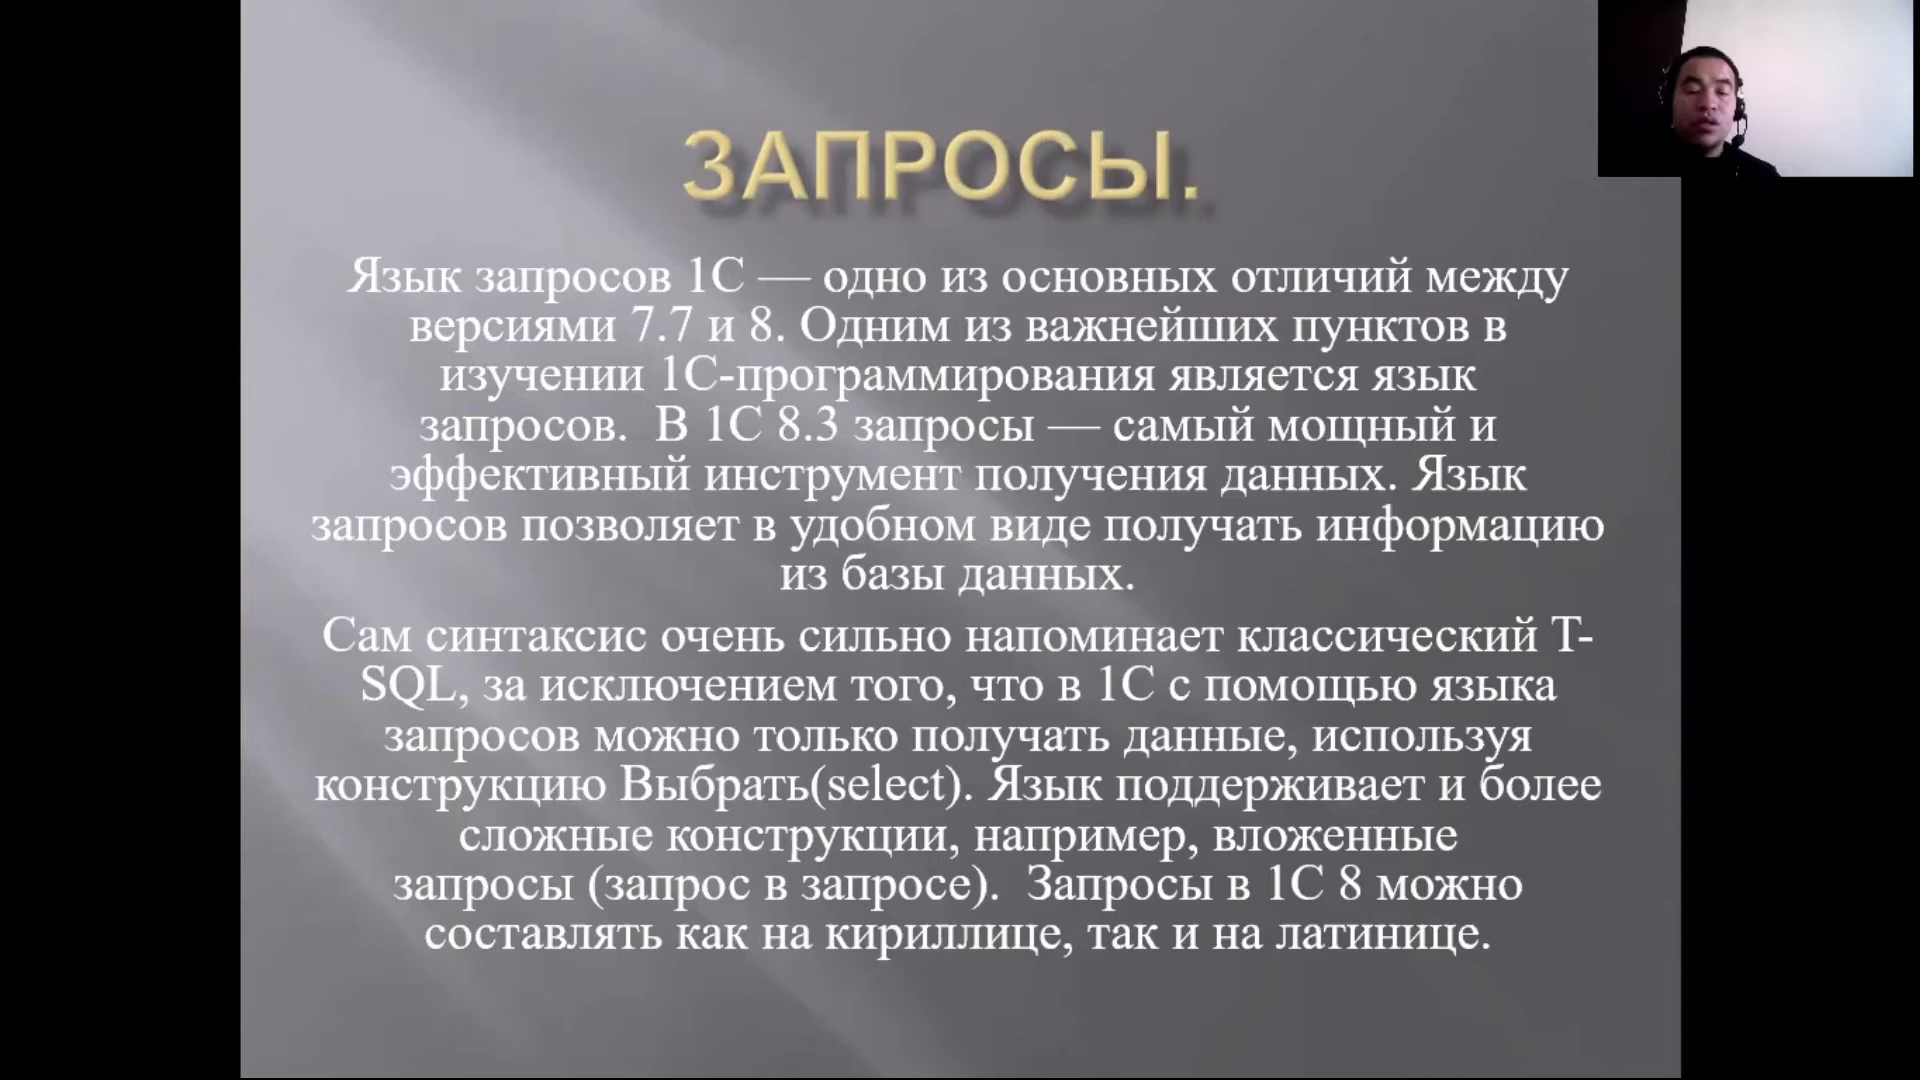 ЗАПРОСЫ.
Язык запросов 1С — одно из основных отличий между
версиями 7.7 и 8. Одним из важнейших пунктов в
изучении 1С-программирования является язык
запросов.  В 1С 8.3 запросы — самый мощный и
эффективный инструмент получения данных. Язык
запросов позволяет в удобном виде получать информацию
из базы данных.
Сам синтаксис очень сильно напоминает классический T-
SQL, за исключением того, что в 1С с помощью языка
запросов можно только получать данные, используя
конструкцию Выбрать(select). Язык поддерживает и более
сложные конструкции, например, вложенные
запросы (запрос в запросе).  Запросы в 1С 8 можно
составлять как на кириллице, так и на латинице.